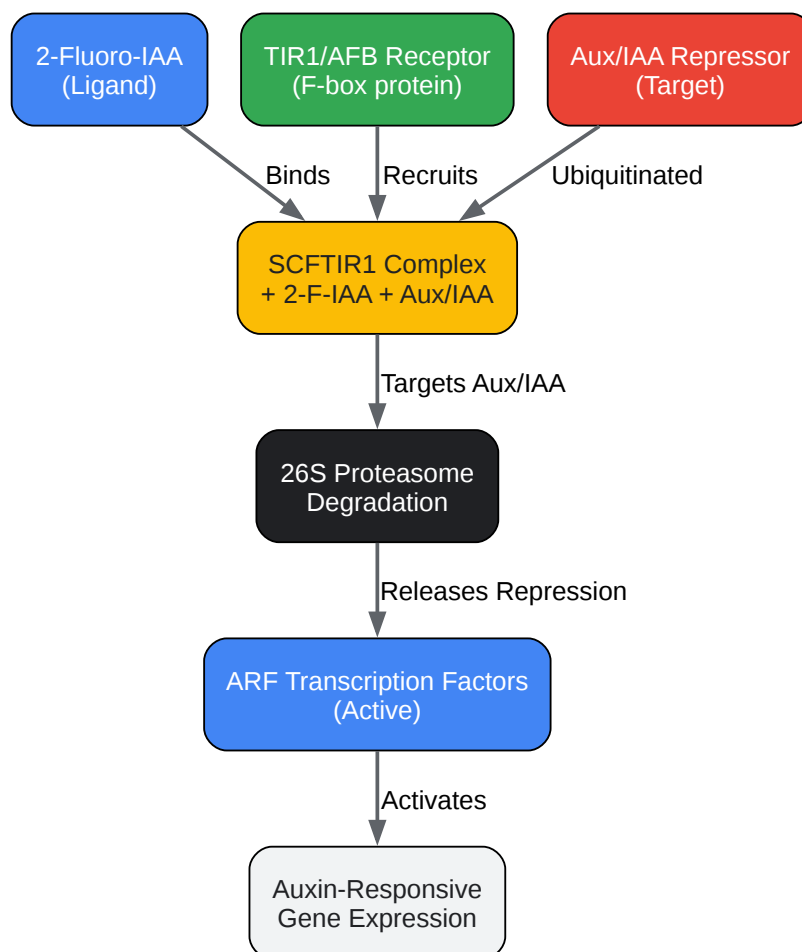 2-Fluoro-IAA
(Ligand)
TIR1/AFB Receptor
(F-box protein)
Aux/IAA Repressor
(Target)
Binds
Recruits
Ubiquitinated
SCFTIR1 Complex
+ 2-F-IAA + Aux/IAA
Targets Aux/IAA
26S Proteasome
Degradation
Releases Repression
ARF Transcription Factors
(Active)
Activates
Auxin-Responsive
Gene Expression